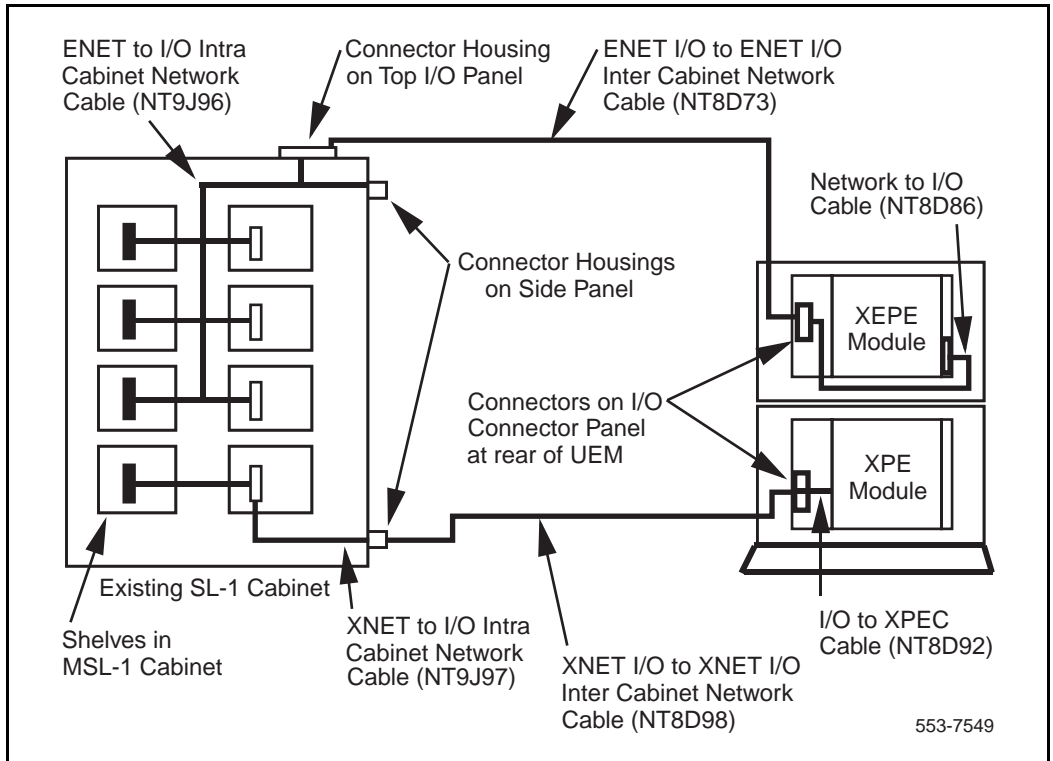 ENET to I/O Intra
Cabinet Network
Cable (NT9J96)
Connector Housing
on Top I/O Panel
ENET I/O to ENET I/O
Inter Cabinet Network
Cable (NT8D73)
Network to I/O
Cable (NT8D86)
Connector Housings
on Side Panel
XEPE
Module
Connectors on I/O
Connector Panel
at rear of UEM
XPE
Module
Existing SL-1 Cabinet
Shelves in
MSL-1 Cabinet
XNET to I/O Intra
Cabinet Network
Cable (NT9J97)
XNET I/O to XNET I/O
Inter Cabinet Network
Cable (NT8D98)
I/O to XPEC
Cable (NT8D92)
553-7549